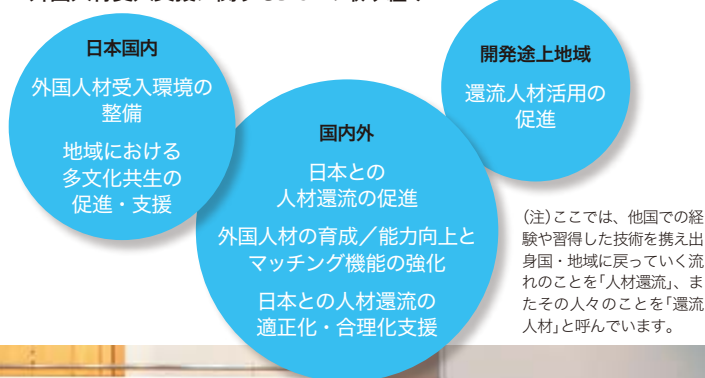 日本国内
外国人材受入環境の
整備
地域における
多文化共生の
促進・支援
国内外
日本との
人材還流の促進
外国人材の育成／能力向上と
マッチング機能の強化
日本との人材還流の
適正化・合理化支援
開発途上地域
還流人材活用の
促進
(注)ここでは、他国での経
験や習得した技術を携え出
身国・地域に戻っていく流
れのことを「人材還流」、ま
たその人々のことを「還流
人材」と呼んでいます。